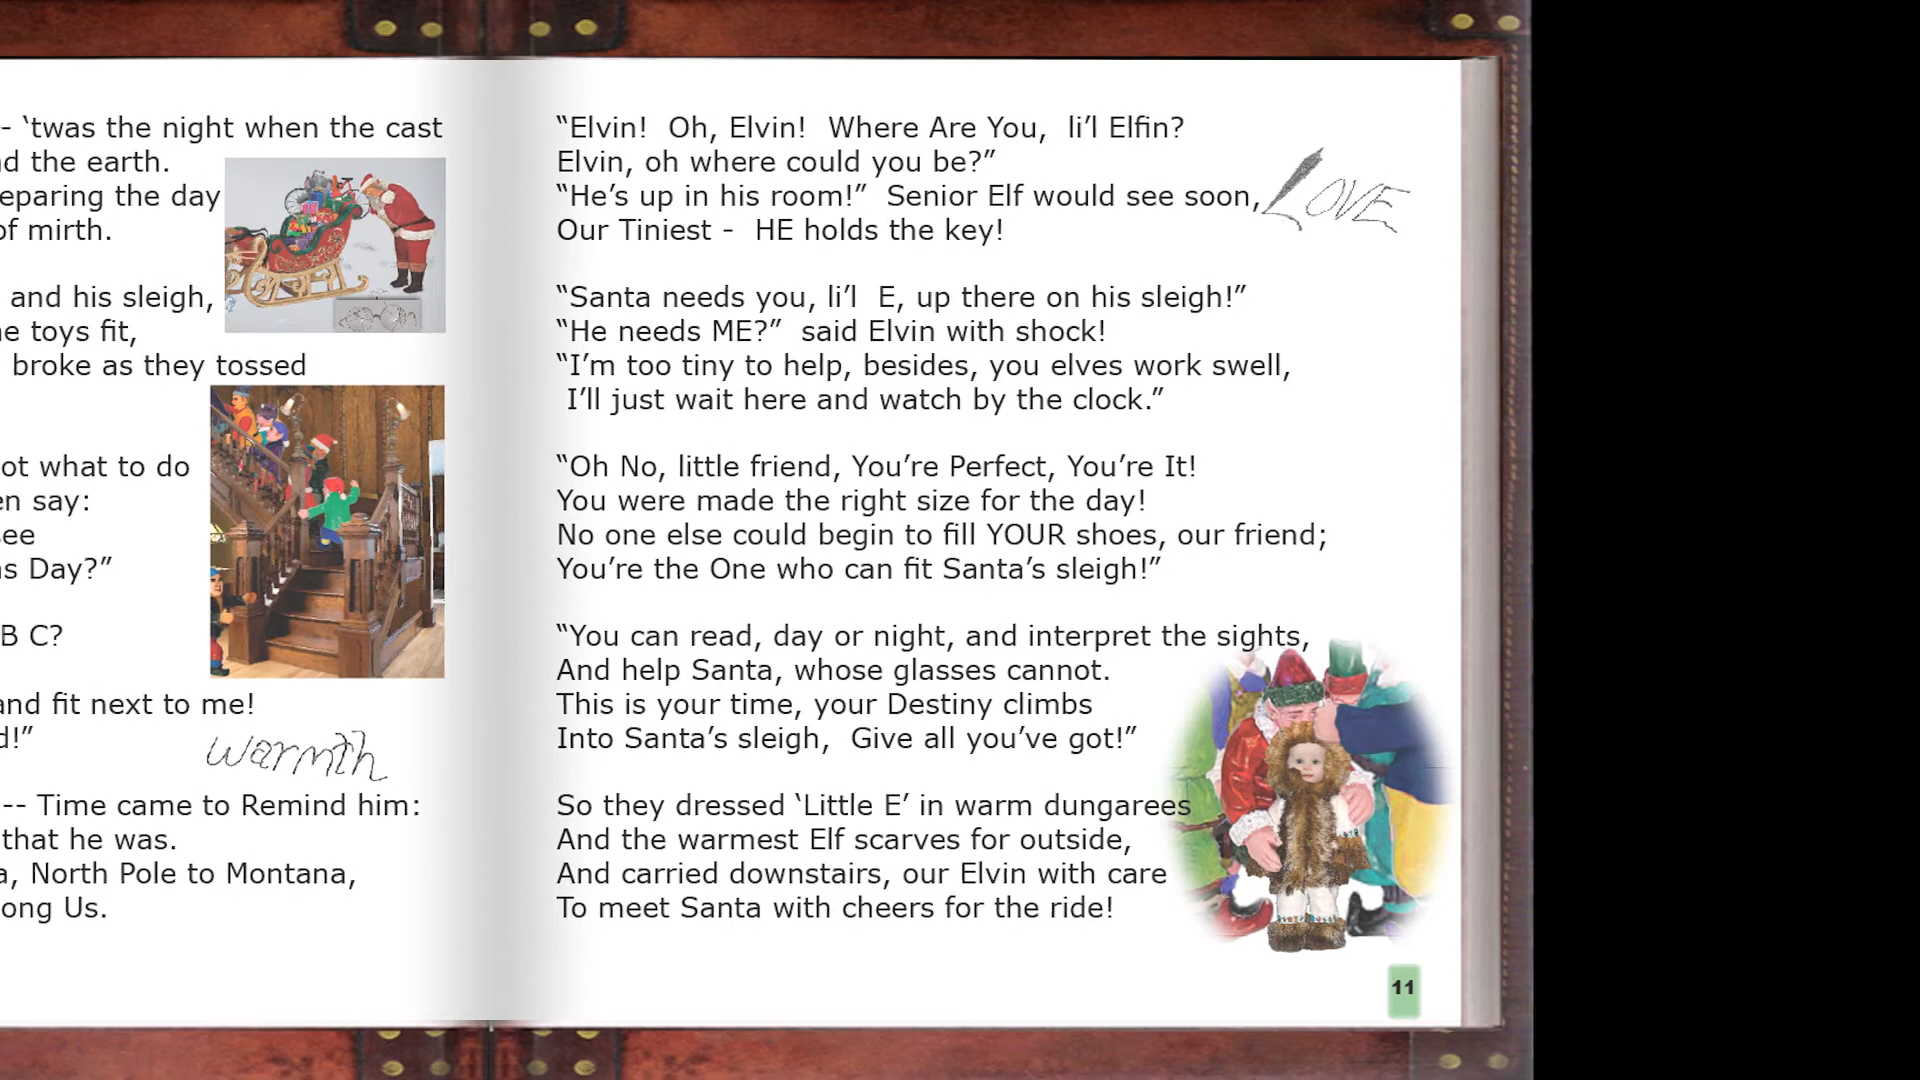 - ‘twas the night when the cast
the earth.
the day
of mirth.
and his sleigh,
toys fit,
broke as they tossed
what to do
say:
Day?”
B C?
and fit next to me!
warmth
-- Time came to Remind him:
that he was.
North Pole to Montana,
Us.
“Elvin!  Oh, Elvin!  Where Are You,  li’l Elfin?
Elvin, oh where could you be?”
“He’s up in his room!”  Senior Elf would see soon,
LOVE
Our Tiniest -  HE holds the key!
“Santa needs you, li’l  E, up there on his sleigh!”
“He needs ME?”  said Elvin with shock!
“I’m too tiny to help, besides, you elves work swell,
I’ll just wait here and watch by the clock.”
“Oh No, little friend, You’re Perfect, You’re It!
You were made the right size for the day!
No one else could begin to fill YOUR shoes, our friend;
You’re the One who can fit Santa’s sleigh!”
“You can read, day or night, and interpret the sights,
And help Santa, whose glasses cannot.
This is your time, your Destiny climbs
Into Santa’s sleigh,  Give all you’ve got!”
So they dressed ‘Little E’ in warm dungarees
And the warmest Elf scarves for outside,
And carried downstairs, our Elvin with care
To meet Santa with cheers for the ride!
11